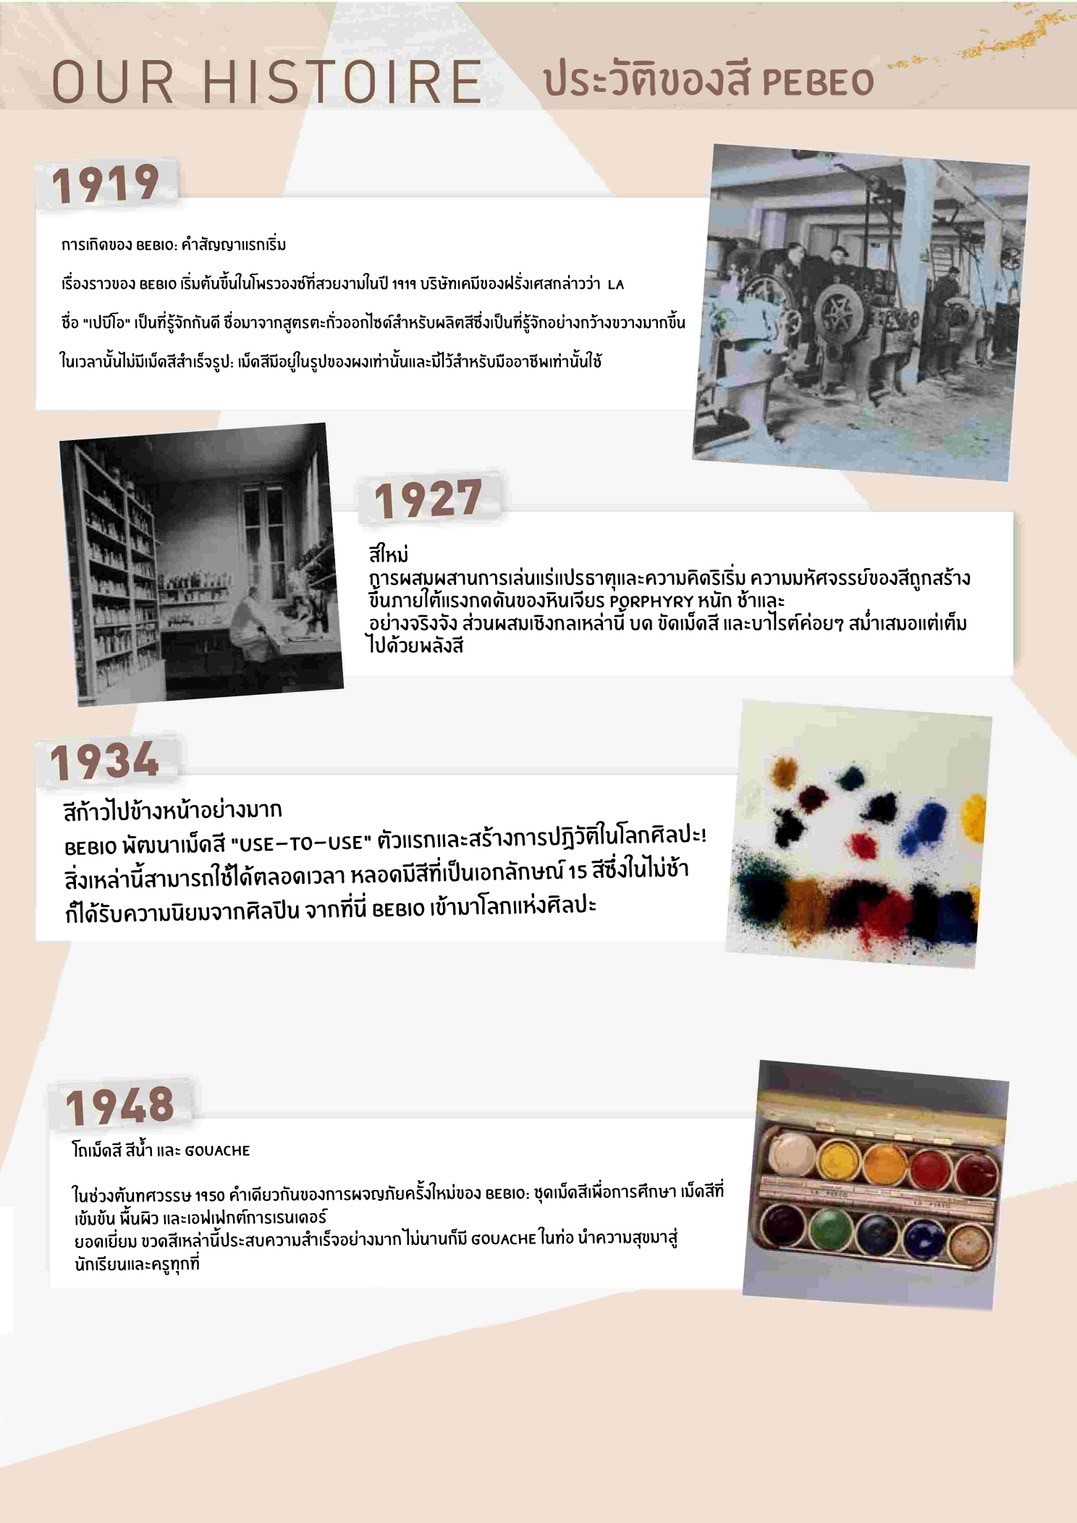 OUR HISTOIRE ประวัติของสี PEBEO
1919
การเกิดของ BEBIO: คำสัญญาแรกเริ่ม
เรื่องราวของ BEBIO เริ่มต้นขึ้นในโพรวองซ์ที่สวยงามในปี 1919 บริษัทเคมีของฝรั่งเศสกล่าวว่า LA
ชื่อ "เปบีโอ" เป็นที่รู้จักกันดี ชื่อมาจากสูตรตะกั่วออกไซด์สำหรับผลิตสีซึ่งเป็นที่รู้จักอย่างกว้างขวางมากขึ้น
ในเวลานั้นไม่มีเม็ดสีสำเร็จรูป: เม็ดสีมีอยู่ในรูปของผงเท่านั้นและมีไว้สำหรับมืออาชีพเท่านั้นใช้
1927
สีใหม่
การผสมผสานการเล่นแร่แปรธาตุและความคิดริเริ่ม ความมหัศจรรย์ของสีถูกสร้าง
ขึ้นภายใต้แรงกดดันของหินเจียร PORPHYRY หนัก ช้าและ
อย่างจริงจัง ส่วนผสมเชิงกลเหล่านี้ บด ขัดเม็ดสี และบาไรต์ค่อยๆ สม่ำเสมอแต่เต็ม
ไปด้วยพลังสี
1934
สีก้าวไปข้างหน้าอย่างมาก
BEBIO พัฒนาเม็ดสี "USE-TO-USE" ตัวแรกและสร้างการปฏิวัติในโลกศิลปะ!
สิ่งเหล่านี้สามารถใช้ได้ตลอดเวลา หลอดมีสีที่เป็นเอกลักษณ์ 15 สีซึ่งในไม่ช้า
ก็ได้รับความนิยมจากศิลปิน จากที่นี่ BEBIO เข้ามาโลกแห่งศิลปะ
1948
โถเม็ดสี สีน้ำ และ GOUACHE
ในช่วงต้นทศวรรษ 1950 คำเดียวกันของการผจญภัยครั้งใหม่ของ BEBIO: ชุดเม็ดสีเพื่อการศึกษา เม็ดสีที่
เข้มข้น พื้นผิว และเอฟเฟกต์การเรนเดอร์
ยอดเยี่ยม ขวดสีเหล่านี้ประสบความสำเร็จอย่างมาก ไม่นานก็มี GOUACHE ในท่อ นำความสุขมาสู่
นักเรียนและครูทุกที่